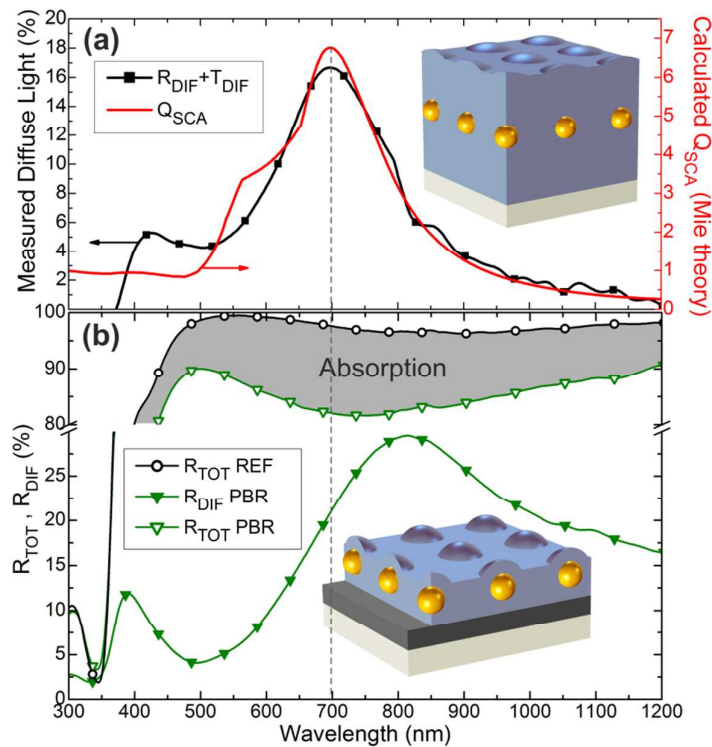 (a)
R_DIF+T_DIF
Q_SCA
Measured Diffuse Light (%)
18
16
14
12
10
8
6
4
2
Calculated Q_SCA (Mie theory)
7
6
5
4
3
2
1
0
(b)
Absorption
R_TOT REF
R_DIF PBR
R_TOT PBR
R_TOT , R_DIF (%)
100
90
80
25
20
15
10
5
0
300 400 500 600 700 800 900 1000 1100 1200
Wavelength (nm)